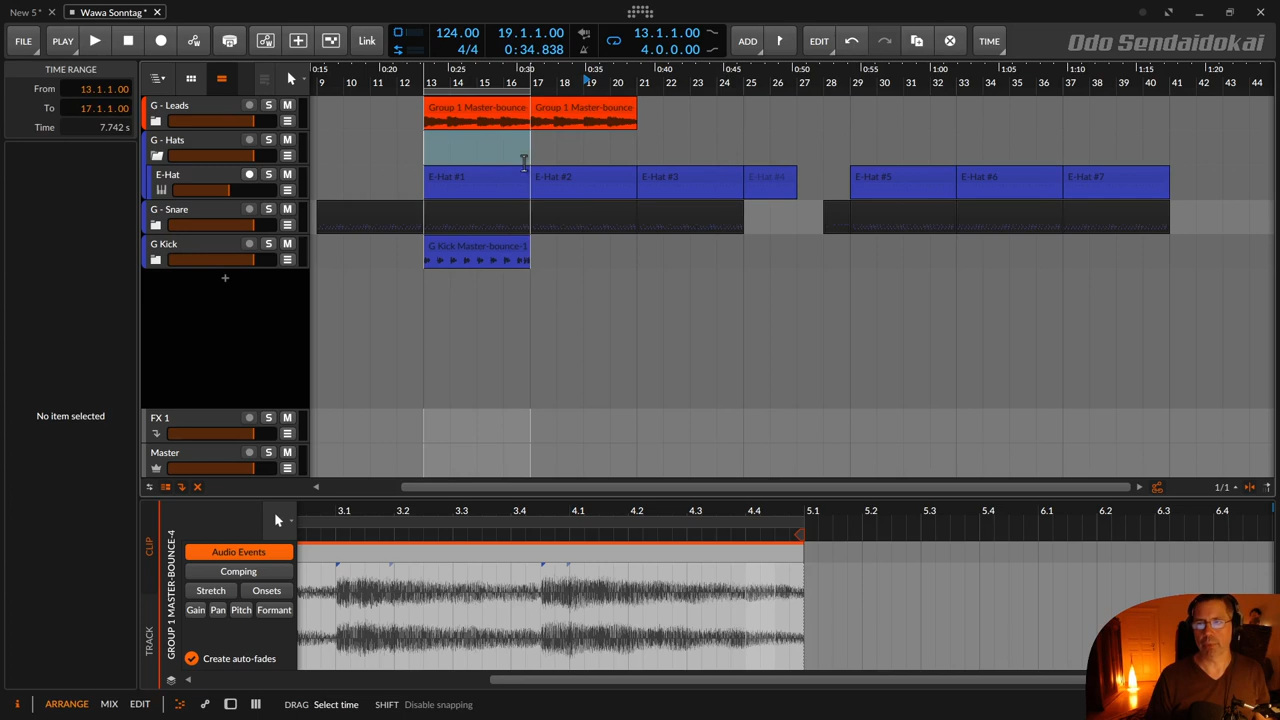 New 5* Wawa Sonntag*
FILE PLAY Link 124.00 19.1.1.00 13.1.1.00 ADD EDIT TIME Odo Sendaidokai
4/4 0:34.838 4.0.0.00
TIME RANGE
From 13.1.1.00
To 17.1.1.00
Time 7.742 s
0:15 0:20 0:25 0:30 0:35 0:40 0:45 0:50 0:55 1:00 1:05 1:10 1:15 1:20
9 10 11 12 13 14 15 16 17 18 19 20 21 22 23 24 25 26 27 28 29 30 31 32 33 34 35 36 37 38 39 40 41 42 43 44
G - Leads S M Group 1 Master-bounce Group 1 Master-bounce
G - Hats S M
E-Hat S M E-Hat #1 E-Hat #2 E-Hat #3 E-Hat #4 E-Hat #5 E-Hat #6 E-Hat #7
G - Snare S M
G Kick S M G Kick Master-bounce-1
+
No item selected
FX 1 S M
Master S M
1/1
3.1 3.2 3.3 3.4 4.1 4.2 4.3 4.4 5.1 5.2 5.3 5.4 6.1 6.2 6.3 6.4
CLIP
TRACK
GROUP 1 MASTER-BOUNCE-4
Audio Events
Comping
Stretch Onsets
Gain Pan Pitch Formant
Create auto-fades
i ARRANGE MIX EDIT DRAG Select time SHIFT Disable snapping